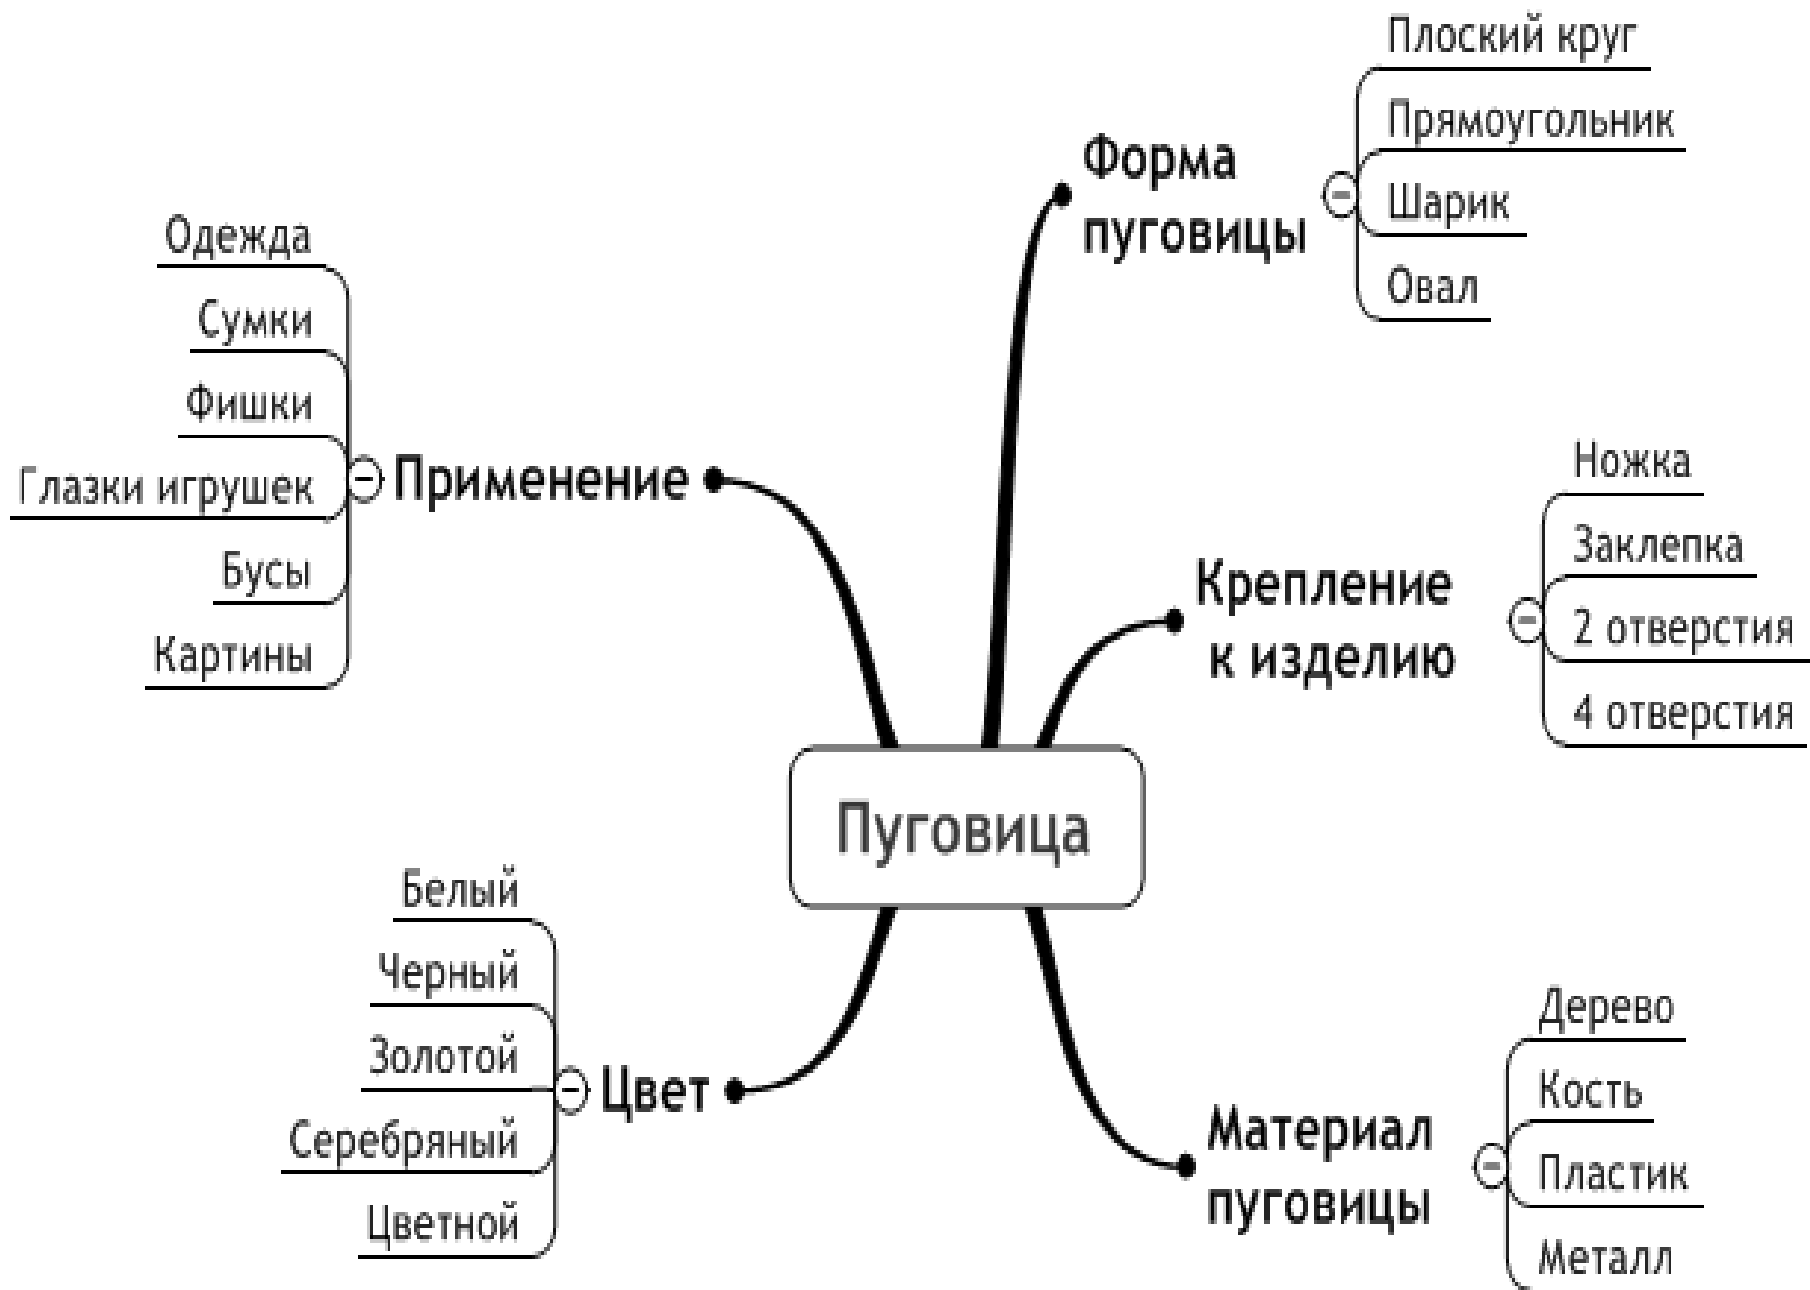 Плоский круг
Прямоугольник
Шарик
Овал
Форма
пуговицы
Одежда
Сумки
Фишки
Глазки игрушек
Бусы
Картины
Применение
Ножка
Заклепка
2 отверстия
4 отверстия
Крепление
к изделию
Пуговица
Белый
Черный
Золотой
Серебряный
Цветной
Цвет
Дерево
Кость
Пластик
Металл
Материал
пуговицы